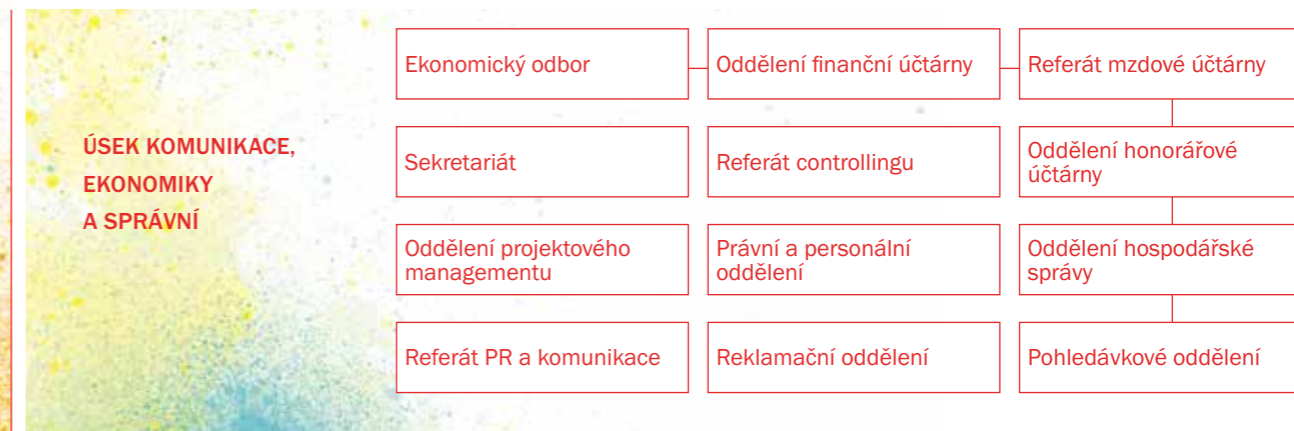 ÚSEK KOMUNIKACE,
EKONOMIKY
A SPRÁVNÍ
Ekonomický odbor
Oddělení finanční účtárny
Referát mzdové účtárny
Sekretariát
Referát controllingu
Oddělení honorářové
účtárny
Oddělení projektového
managementu
Právní a personální
oddělení
Oddělení hospodářské
správy
Referát PR a komunikace
Reklamační oddělení
Pohledávkové oddělení